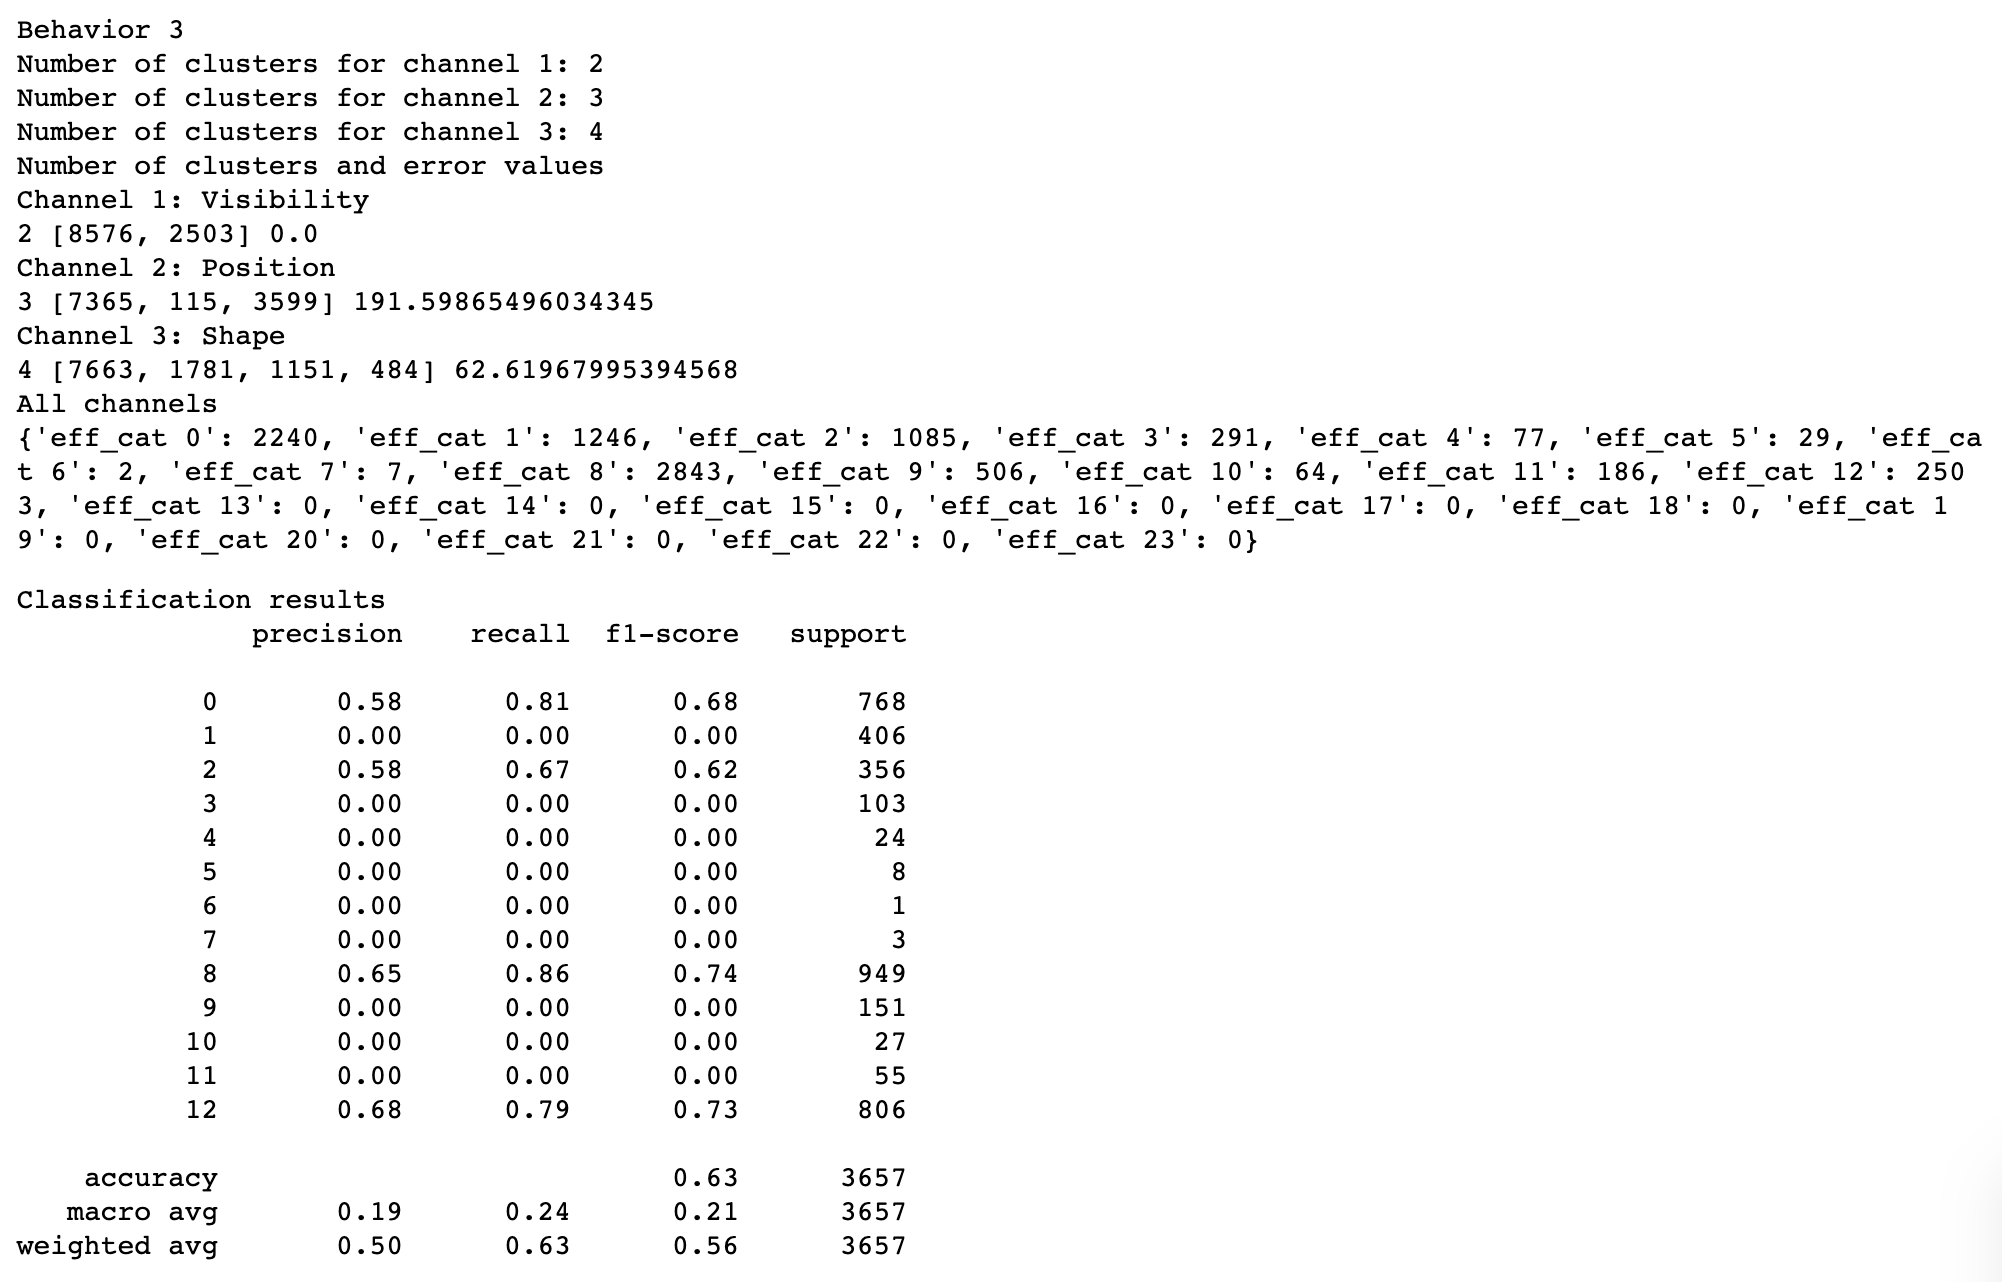 Behavior 3
Number of clusters for channel 1: 2
Number of clusters for channel 2: 3
Number of clusters for channel 3: 4
Number of clusters and error values
Channel 1: Visibility
2 [8576, 2503] 0.0
Channel 2: Position
3 [7365, 115, 3599] 191.59865496034345
Channel 3: Shape
4 [7663, 1781, 1151, 484] 62.61967995394568
All channels
{'eff_cat 0': 2240, 'eff_cat 1': 1246, 'eff_cat 2': 1085, 'eff_cat 3': 291, 'eff_cat 4': 77, 'eff_cat 5': 29, 'eff_ca
t 6': 2, 'eff_cat 7': 7, 'eff_cat 8': 2843, 'eff_cat 9': 506, 'eff_cat 10': 64, 'eff_cat 11': 186, 'eff_cat 12': 250
3, 'eff_cat 13': 0, 'eff_cat 14': 0, 'eff_cat 15': 0, 'eff_cat 16': 0, 'eff_cat 17': 0, 'eff_cat 18': 0, 'eff_cat 1
9': 0, 'eff_cat 20': 0, 'eff_cat 21': 0, 'eff_cat 22': 0, 'eff_cat 23': 0}
Classification results
precision recall f1-score support
0 0.58 0.81 0.68 768
1 0.00 0.00 0.00 406
2 0.58 0.67 0.62 356
3 0.00 0.00 0.00 103
4 0.00 0.00 0.00 24
5 0.00 0.00 0.00 8
6 0.00 0.00 0.00 1
7 0.00 0.00 0.00 3
8 0.65 0.86 0.74 949
9 0.00 0.00 0.00 151
10 0.00 0.00 0.00 27
11 0.00 0.00 0.00 55
12 0.68 0.79 0.73 806
accuracy 0.63 3657
macro avg 0.19 0.24 0.21 3657
weighted avg 0.50 0.63 0.56 3657